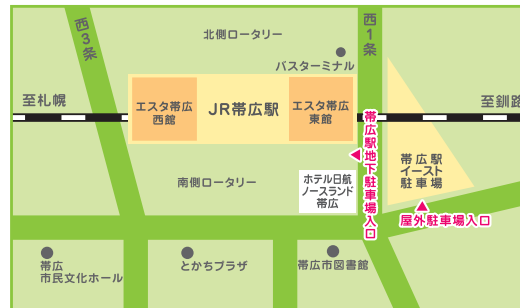 西3条
北側ロータリー
西1条
バスターミナル
至札幌
エスタ帯広
西館
JR帯広駅
エスタ帯広
東館
至釧路
帯広駅地下駐車場入口
帯広駅
イースト
駐車場
南側ロータリー
ホテル日航
ノースランド
帯広
屋外駐車場入口
帯広
市民文化ホール
とかちプラザ
帯広市図書館